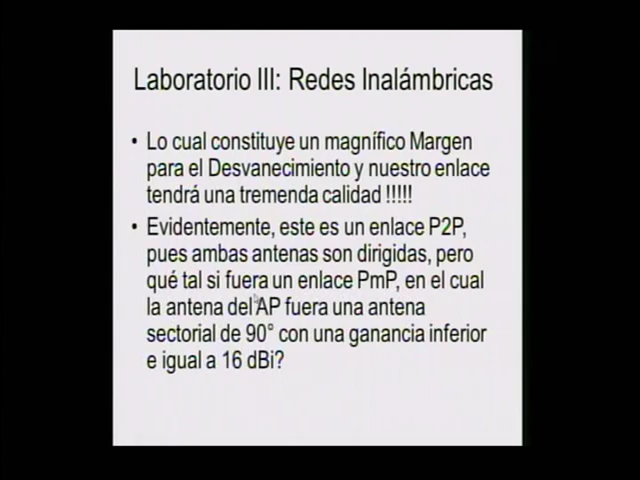 Laboratorio III: Redes Inalámbricas
• Lo cual constituye un magnífico Margen
para el Desvanecimiento y nuestro enlace
tendrá una tremenda calidad !!!!!
• Evidentemente, este es un enlace P2P,
pues ambas antenas son dirigidas, pero
qué tal si fuera un enlace PmP, en el cual
la antena del AP fuera una antena
sectorial de 90° con una ganancia inferior
e igual a 16 dBi?